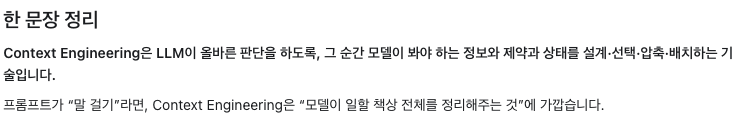 한 문장 정리
Context Engineering은 LLM이 올바른 판단을 하도록, 그 순간 모델이 봐야 하는 정보와 제약과 상태를 설계·선택·압축·배치하는 기
술입니다.
프롬프트가 “말 걸기”라면, Context Engineering은 “모델이 일할 책상 전체를 정리해주는 것”에 가깝습니다.